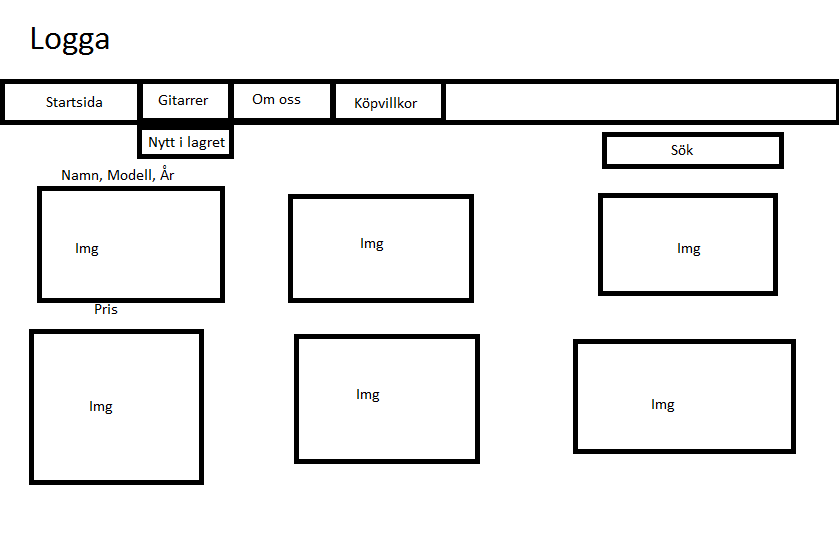 Logga
Startsida
Gitarrer
Om oss
Köpvillkor
Nytt i lagret
Sök
Namn, Modell, År
Img
Img
Img
Pris
Img
Img
Img